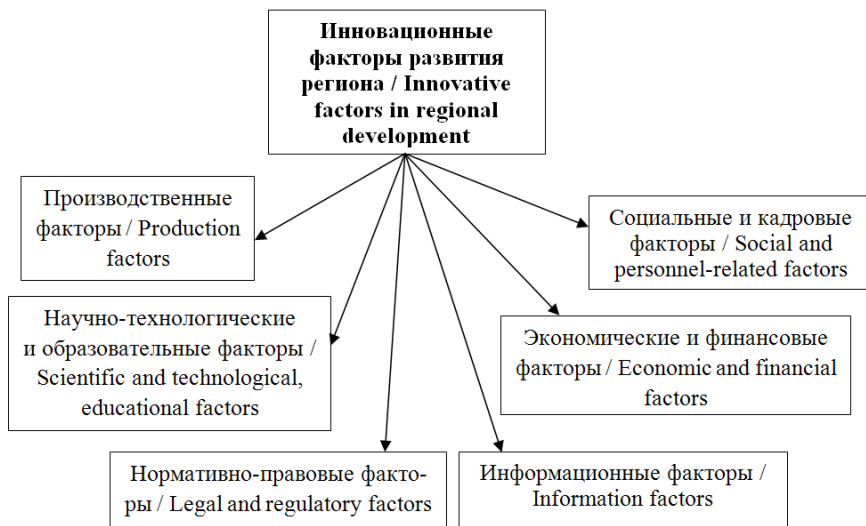 Инновационные
факторы развития
региона / Innovative
factors in regional
development
Производственные
факторы / Production
factors
Социальные и кадровые
факторы / Social and
personnel-related factors
Научно-технологические
и образовательные факторы /
Scientific and technological,
educational factors
Экономические и финансовые
факторы / Economic and financial
factors
Нормативно-правовые факто-
ры / Legal and regulatory factors
Информационные факторы /
Information factors